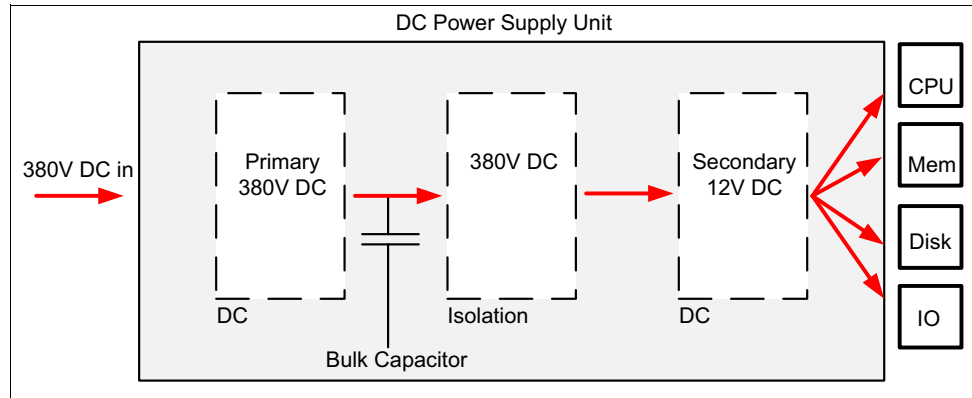 DC Power Supply Unit
380V DC in
Primary
380V DC
DC
Bulk Capacitor
380V DC
Isolation
Secondary
12V DC
DC
CPU
Mem
Disk
IO